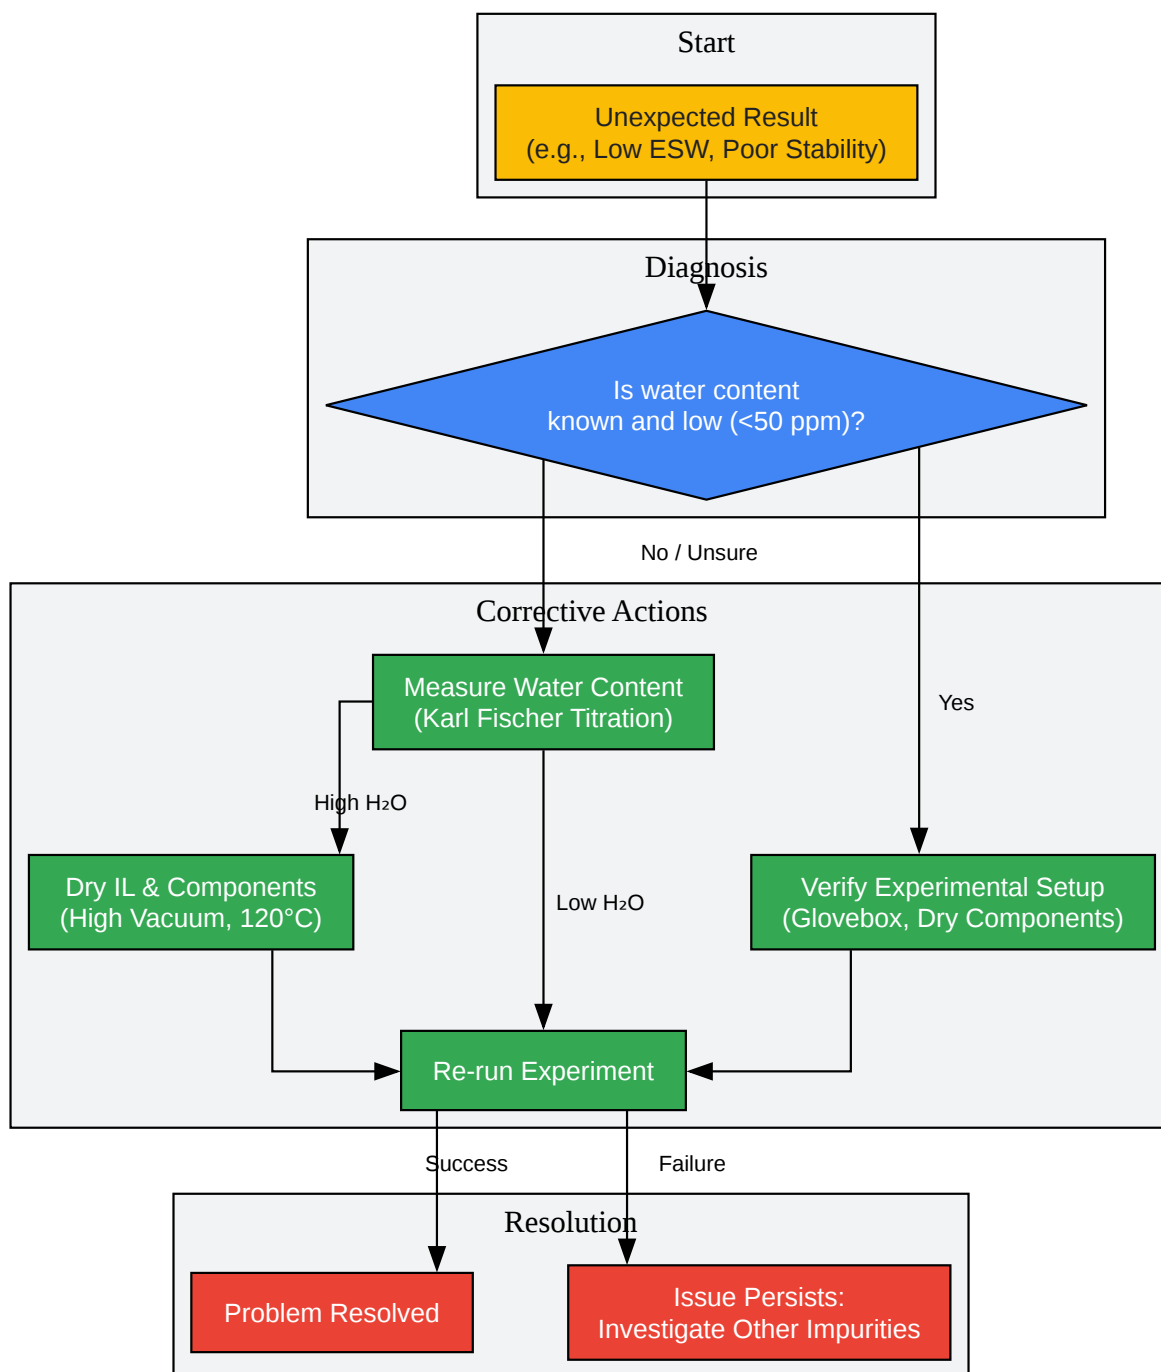 Start
Unexpected Result
(e.g., Low ESW, Poor Stability)
Diagnosis
Is water content
known and low (<50 ppm)?
No / Unsure
Corrective Actions
Measure Water Content
(Karl Fischer Titration)
Yes
High H₂O
Dry IL & Components
(High Vacuum, 120°C)
Low H₂O
Verify Experimental Setup
(Glovebox, Dry Components)
Re-run Experiment
Success
Failure
Resolution
Problem Resolved
Issue Persists:
Investigate Other Impurities